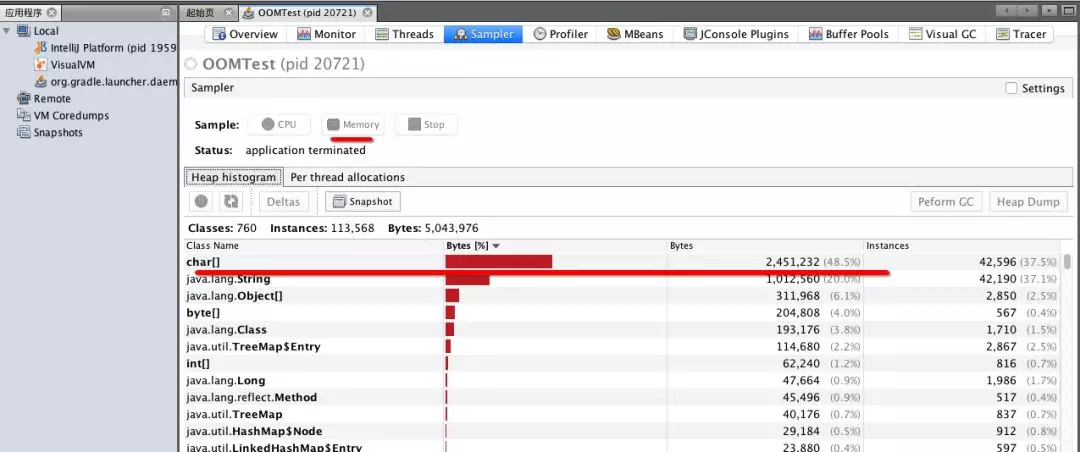 应用程序
起始页 OOMTest (pid 20721)
Local
IntelliJ Platform (pid 1959
VisualVM
org.gradle.launcher.daem
Remote
VM Coredumps
Snapshots
Overview Monitor Threads Sampler Profiler MBeans JConsole Plugins Buffer Pools Visual GC Tracer
OOMTest (pid 20721)
Sampler Settings
Sample: CPU Memory Stop
Status: application terminated
Heap histogram Per thread allocations
Deltas Snapshot Peform GC Heap Dump
Classes: 760 Instances: 113,568 Bytes: 5,043,976
Class Name Bytes [%] Bytes Instances
char[] 2,451,232 (48.5%) 42,596 (37.5%)
java.lang.String 1,012,560 (20.0%) 42,190 (37.1%)
java.lang.Object[] 311,968 (6.1%) 2,850 (2.5%)
byte[] 204,808 (4.0%) 567 (0.4%)
java.lang.Class 193,176 (3.8%) 1,710 (1.5%)
java.util.TreeMap$Entry 114,680 (2.2%) 2,867 (2.5%)
int[] 62,240 (1.2%) 816 (0.7%)
java.lang.Long 47,664 (0.9%) 1,986 (1.7%)
java.lang.reflect.Method 45,496 (0.9%) 517 (0.4%)
java.util.TreeMap 40,176 (0.7%) 837 (0.7%)
java.util.HashMap$Node 29,184 (0.5%) 912 (0.8%)
java.util.LinkedHashMap$Entry 23,880 (0.4%) 597 (0.5%)